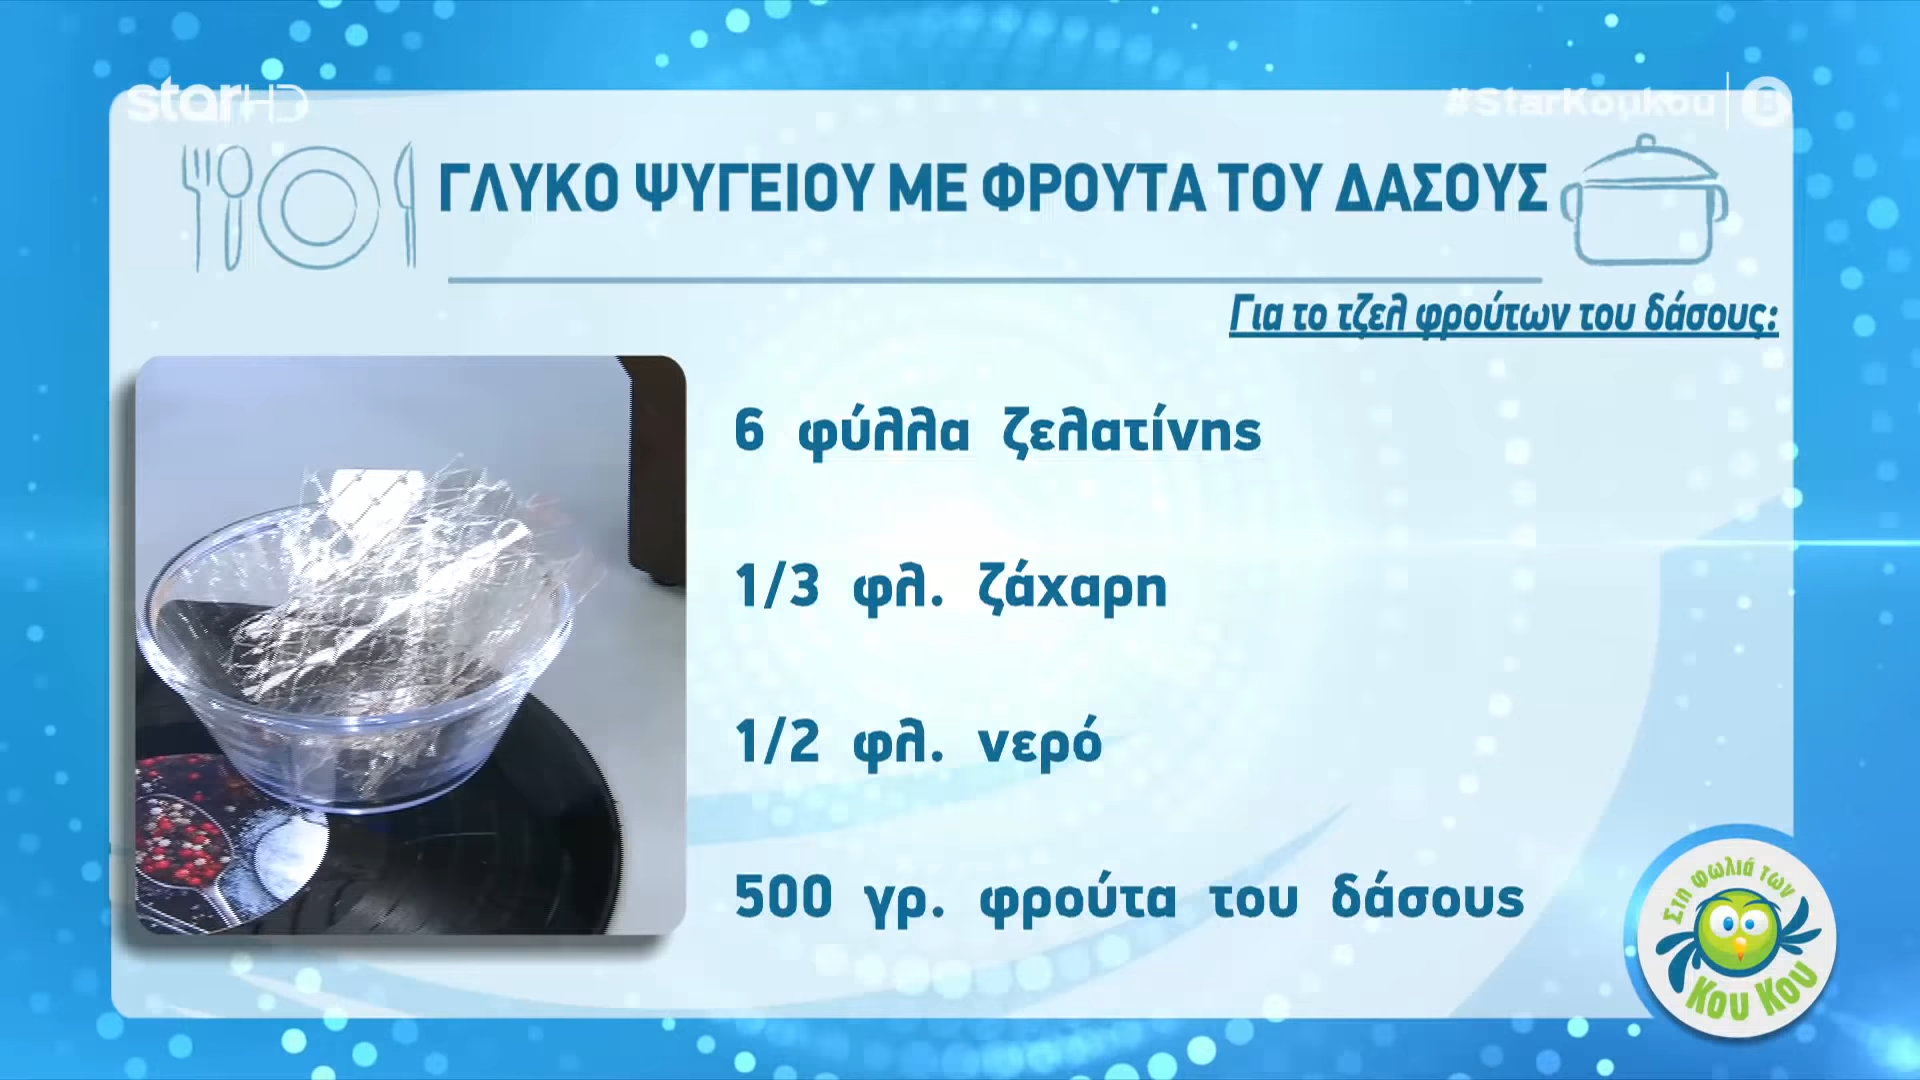 starHD
#StarKουkου
ΓΛΥΚΟ ΨΥΓΕΙΟΥ ΜΕ ΦΡΟΥΤΑ ΤΟΥ ΔΑΣΟΥΣ
Για το τζελ φρούτων του δάσους:
6 φύλλα ζελατίνης
1/3 φλ. ζάχαρη
1/2 φλ. νερό
500 γρ. φρούτα του δάσους
Στη φωλιά των
Κου Κου